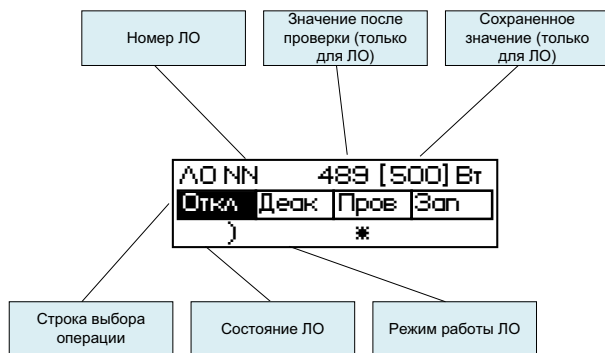 Номер ЛО
Значение после
проверки (только
для ЛО)
Сохраненное
значение (только
для ЛО)
ЛО NN 489 [500] Вт
Откл Деак Пров Зап
) *
Строка выбора
операции
Состояние ЛО
Режим работы ЛО